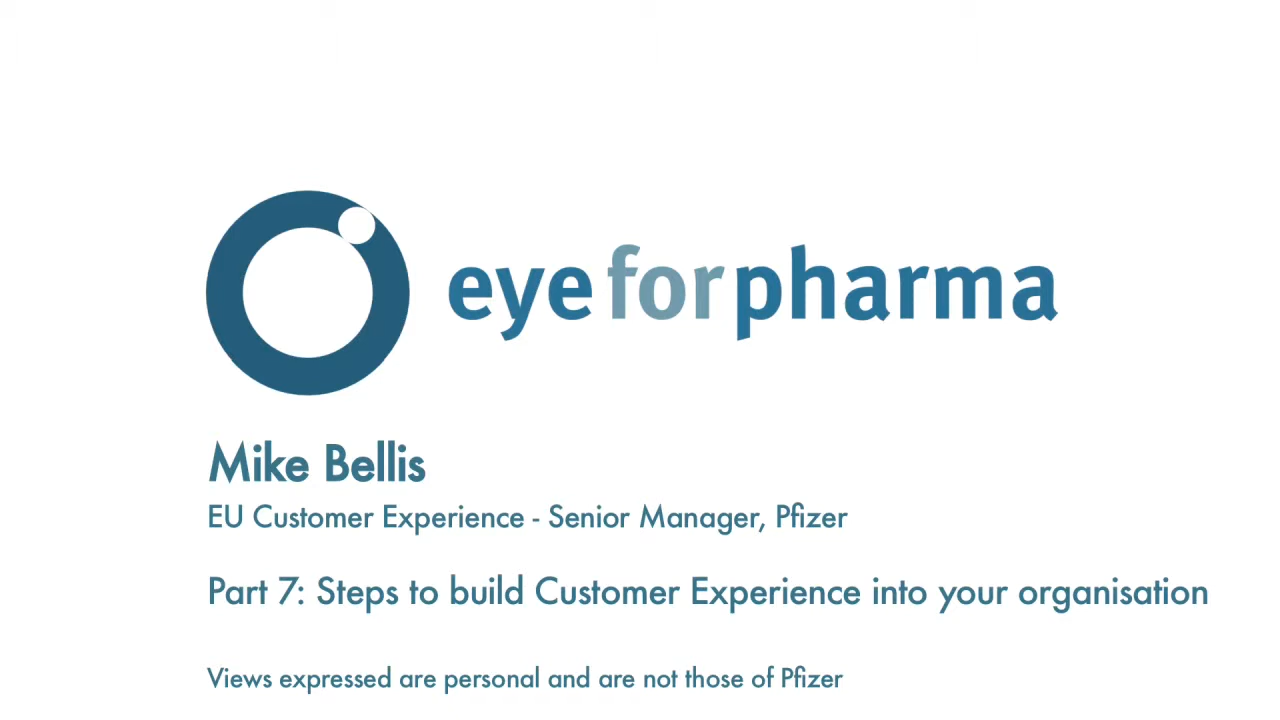 eyeforpharma
Mike Bellis
EU Customer Experience - Senior Manager, Pfizer
Part 7: Steps to build Customer Experience into your organisation
Views expressed are personal and are not those of Pfizer